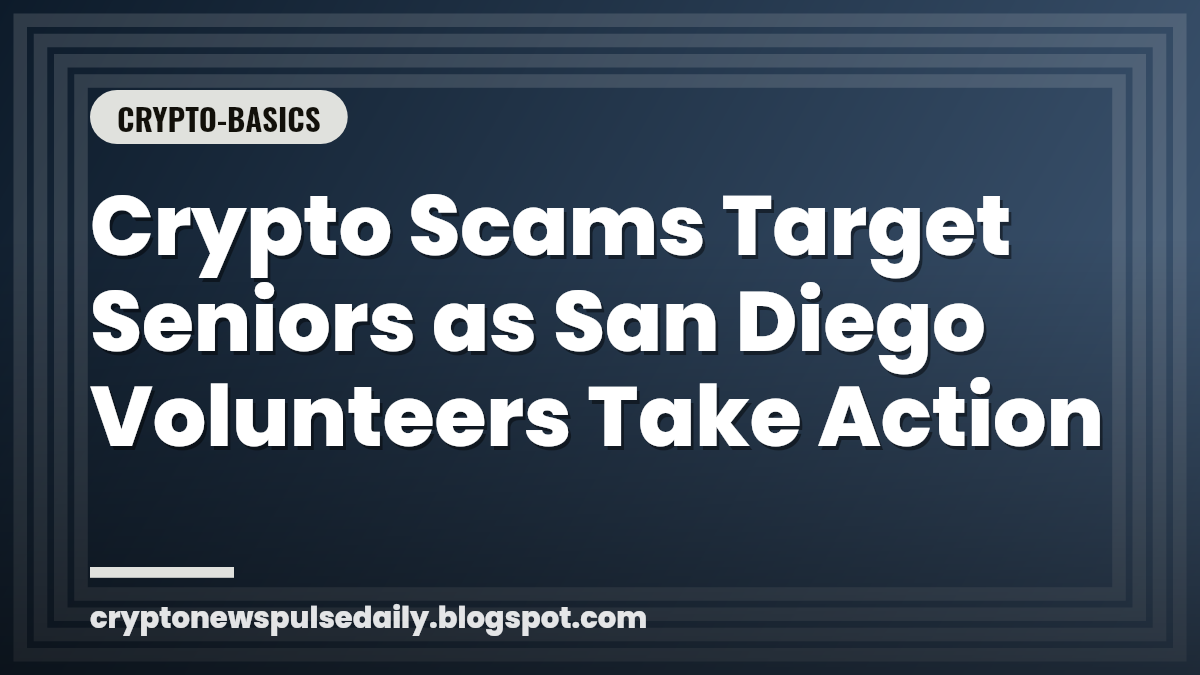 CRYPTO-BASICS
Crypto Scams Target
Seniors as San Diego
Volunteers Take Action
cryptonewspulsedaily.blogspot.com